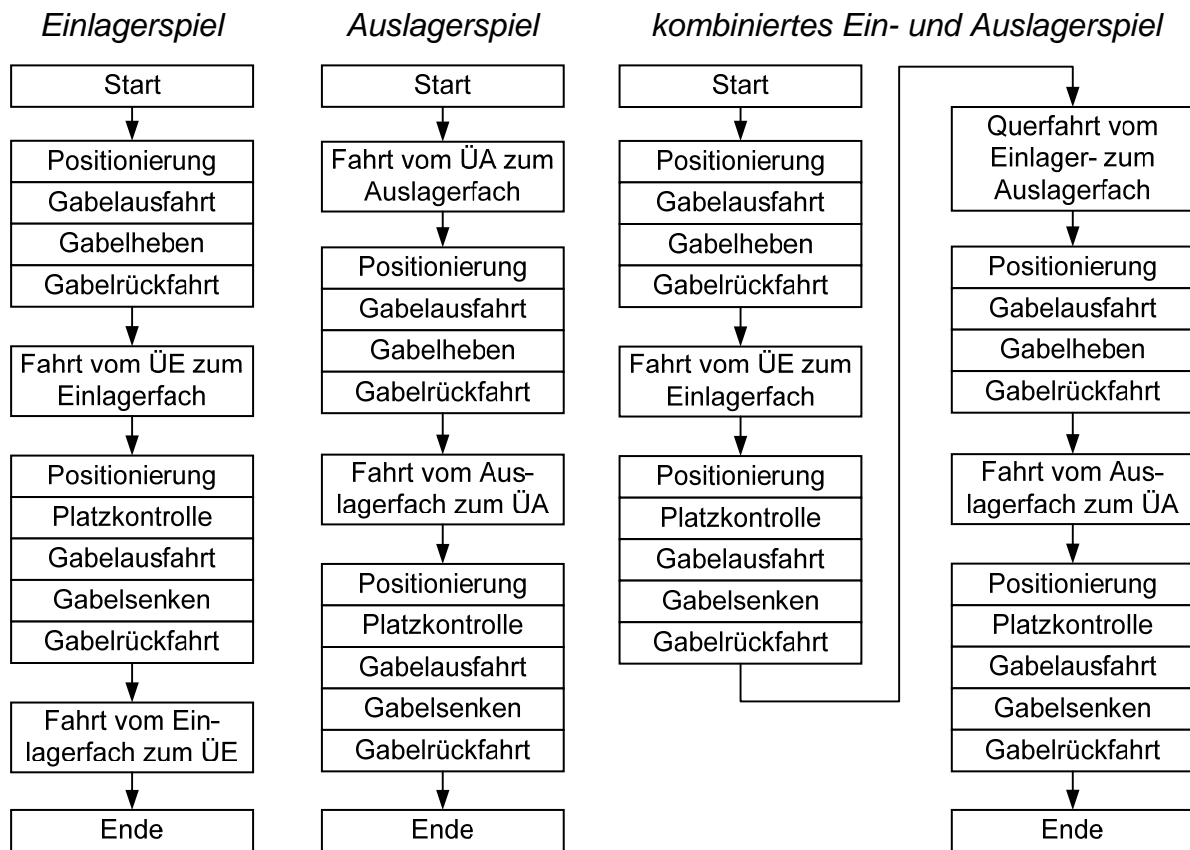 Einlagerspiel
Start
Positionierung
Gabelausfahrt
Gabelheben
Gabelrückfahrt
Fahrt vom ÜE zum
Einlagerfach
Positionierung
Platzkontrolle
Gabelausfahrt
Gabelsenken
Gabelrückfahrt
Fahrt vom Ein-
lagerfach zum ÜE
Ende
Auslagerspiel
Start
Fahrt vom ÜA zum
Auslagerfach
Positionierung
Gabelausfahrt
Gabelheben
Gabelrückfahrt
Fahrt vom Aus-
lagerfach zum ÜA
Positionierung
Platzkontrolle
Gabelausfahrt
Gabelsenken
Gabelrückfahrt
Ende
kombiniertes Ein- und Auslagerspiel
Start
Positionierung
Gabelausfahrt
Gabelheben
Gabelrückfahrt
Fahrt vom ÜE zum
Einlagerfach
Positionierung
Platzkontrolle
Gabelausfahrt
Gabelsenken
Gabelrückfahrt
Querfahrt vom
Einlager- zum
Auslagerfach
Positionierung
Gabelausfahrt
Gabelheben
Gabelrückfahrt
Fahrt vom Aus-
lagerfach zum ÜA
Positionierung
Platzkontrolle
Gabelausfahrt
Gabelsenken
Gabelrückfahrt
Ende